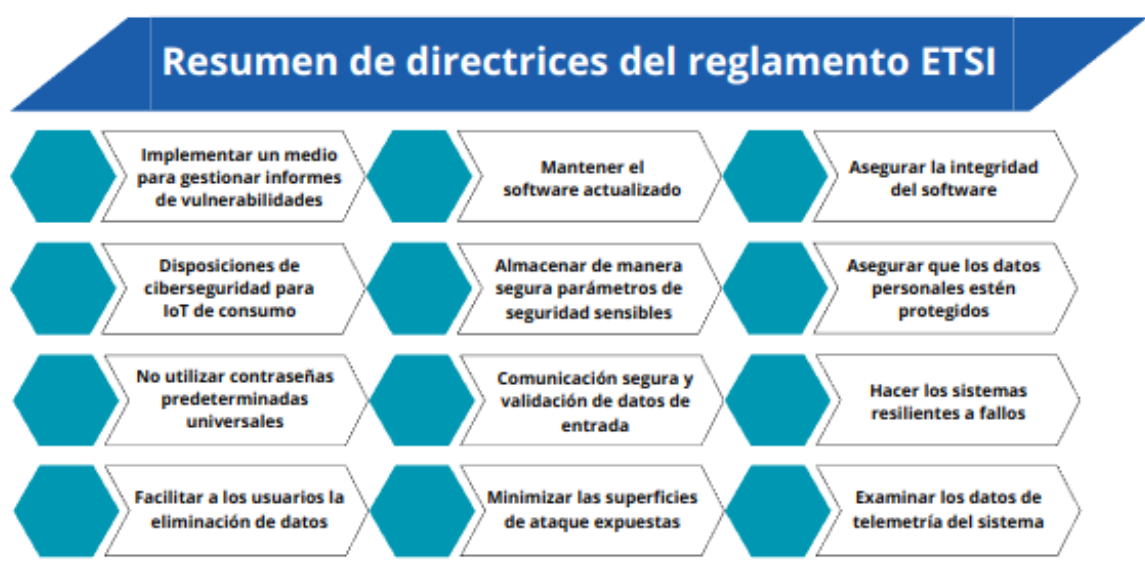 Resumen de directrices del reglamento ETSI
Implementar un medio
para gestionar informes
de vulnerabilidades
Mantener el
software actualizado
Asegurar la integridad
del software
Disposiciones de
ciberseguridad para
IoT de consumo
Almacenar de manera
segura parámetros de
seguridad sensibles
Asegurar que los datos
personales estén
protegidos
No utilizar contraseñas
predeterminadas
universales
Comunicación segura y
validación de datos de
entrada
Hacer los sistemas
resilientes a fallos
Facilitar a los usuarios la
eliminación de datos
Minimizar las superficies
de ataque expuestas
Examinar los datos de
telemetría del sistema